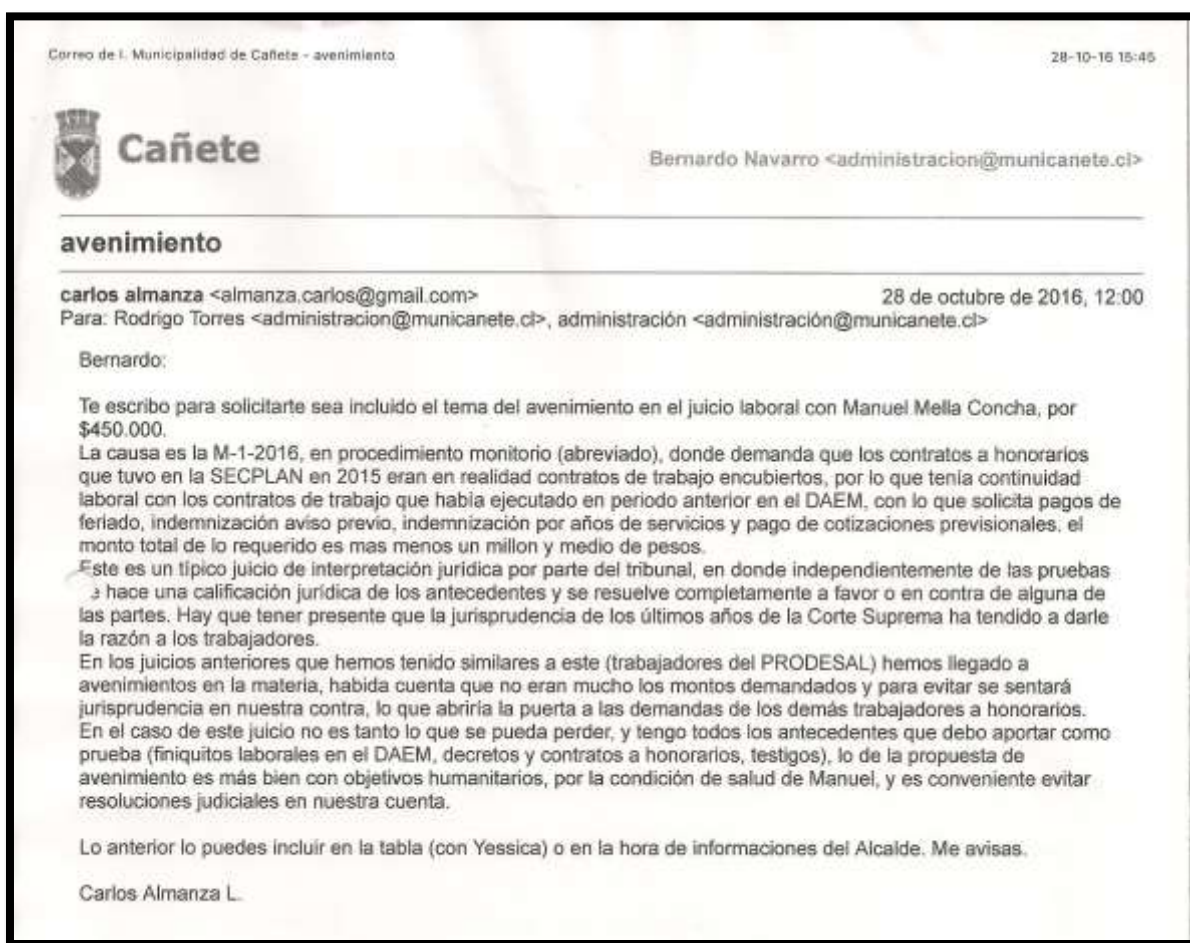 Correo de I. Municipalidad de Cañete - avenimiento
28-10-16 15:45
Cañete
Bernardo Navarro <administracion@municanete.cl>
avenimiento
carlos almanza <almanza.carlos@gmail.com>
28 de octubre de 2016, 12:00
Para: Rodrigo Torres <administracion@municanete.cl>, administración <administración@municanete.cl>
Bernardo:
Te escribo para solicitarte sea incluido el tema del avenimiento en el juicio laboral con Manuel Mella Concha, por
$450.000.
La causa es la M-1-2016, en procedimiento monitorio (abreviado), donde demanda que los contratos a honorarios
que tuvo en la SECPLAN en 2015 eran en realidad contratos de trabajo encubiertos, por lo que tenía continuidad
laboral con los contratos de trabajo que había ejecutado en periodo anterior en el DAEM, con lo que solicita pagos de
feriado, indemnización aviso previo, indemnización por años de servicios y pago de cotizaciones previsionales. el
monto total de lo requerido es mas menos un millon y medio de pesos.
Este es un típico juicio de interpretación jurídica por parte del tribunal, en donde independientemente de las pruebas
hace una calificación jurídica de los antecedentes y se resuelve completamente a favor o en contra de alguna de
las partes. Hay que tener presente que la jurisprudencia de los últimos años de la Corte Suprema ha tendido a darle
la razón a los trabajadores.
En los juicios anteriores que hemos tenido similares a este (trabajadores del PRODESAL) hemos llegado a
avenimientos en la materia, habida cuenta que no eran mucho los montos demandados y para evitar se sentará
jurisprudencia en nuestra contra, lo que abriría la puerta a las demandas de los demás trabajadores a honorarios.
En el caso de este juicio no es tanto lo que se pueda perder, y tengo todos los antecedentes que debo aportar como
prueba (finiquitos laborales en el DAEM, decretos y contratos a honorarios, testigos), lo de la propuesta de
avenimiento es más bien con objetivos humanitarios, por la condición de salud de Manuel, y es conveniente evitar
resoluciones judiciales en nuestra cuenta.
Lo anterior lo puedes incluir en la tabla (con Yessica) o en la hora de informaciones del Alcalde. Me avisas.
Carlos Almanza L.